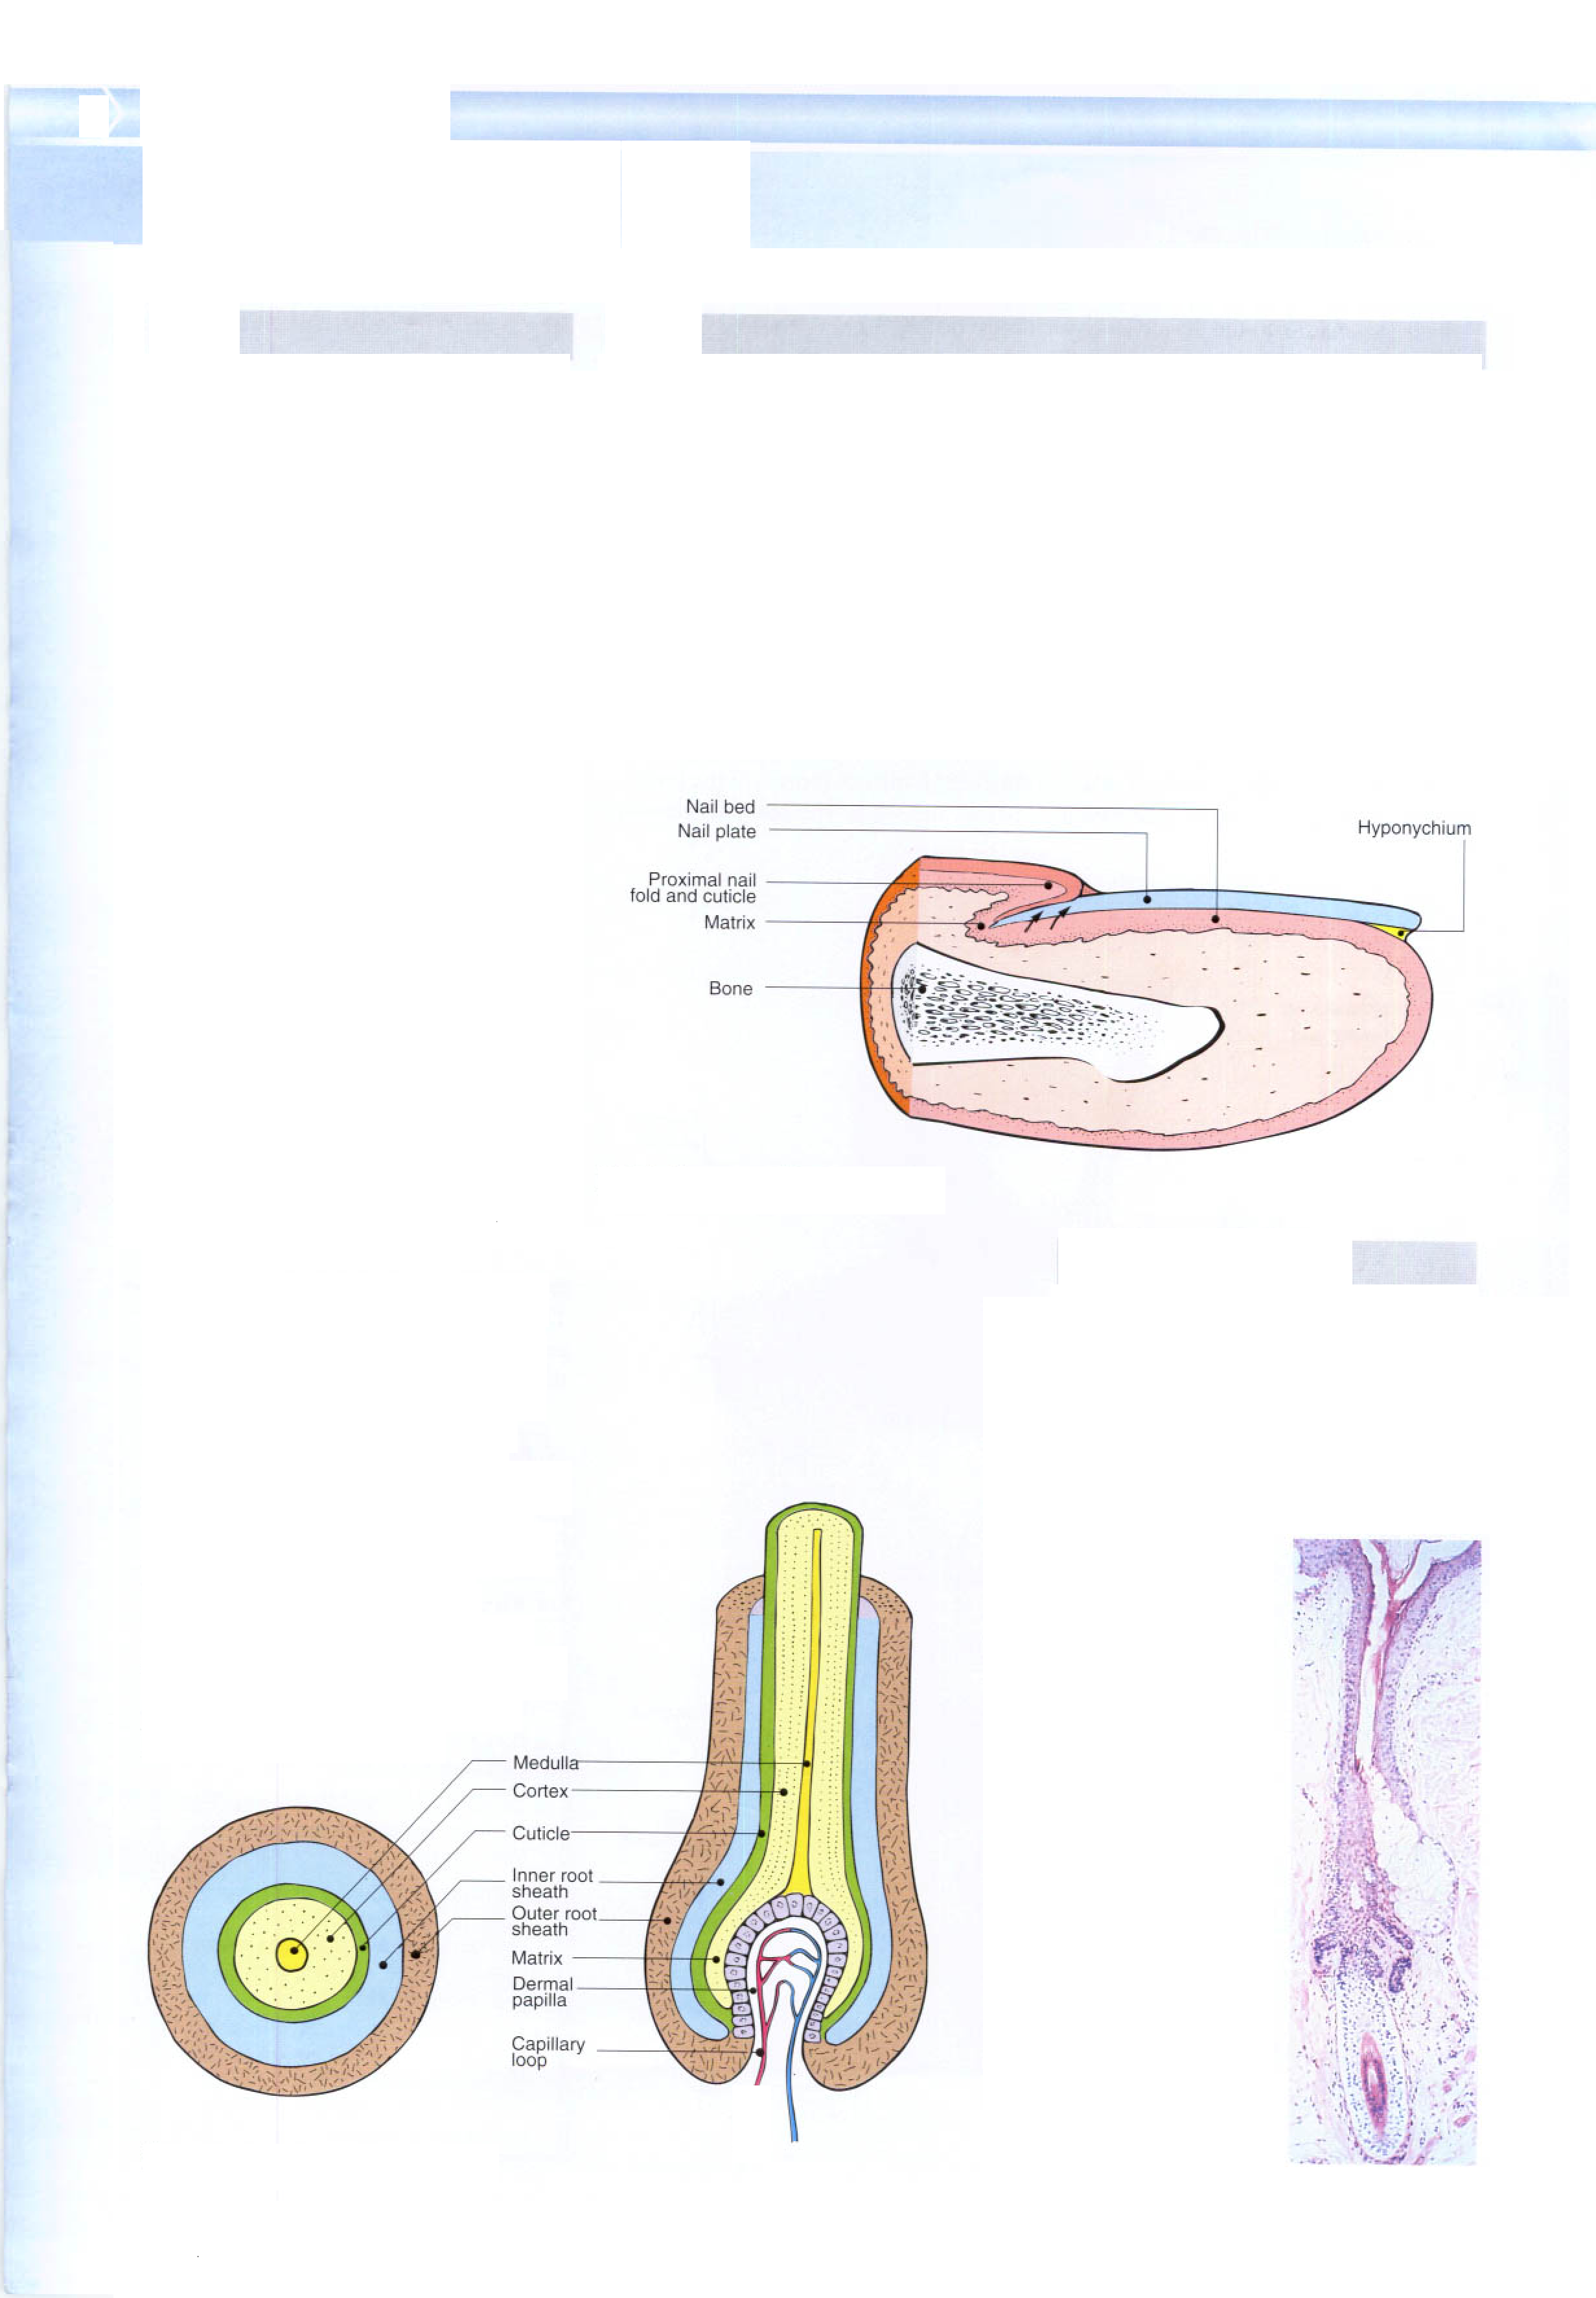 Nail bed
Nail plate
Hyponychium
Proximal nail
fold and cuticle
Matrix
Bone
Medulla
Cortex
Cuticle
Inner root
sheath
Outer root
sheath
Matrix
Dermal
papilla
Capillary
loop